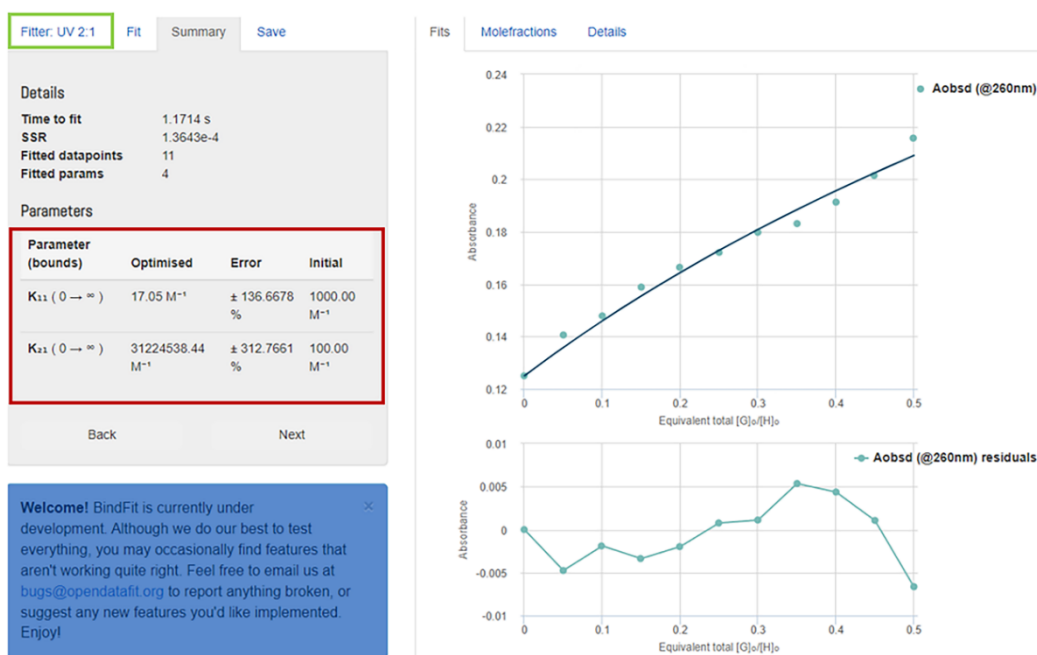 Fitter: UV 2:1
Fit
Summary
Save
Details
Time to fit 1.1714 s
SSR 1.3643e-4
Fitted datapoints 11
Fitted params 4
Parameters
Parameter
(bounds) Optimised Error Initial
K₁₁ ( 0 → ∞ ) 17.05 M⁻¹ ± 136.6678 1000.00
% M⁻¹
K₂₁ ( 0 → ∞ ) 31224538.44 ± 312.7661 100.00
M⁻¹ % M⁻¹
Back
Next
Welcome! BindFit is currently under ×
development. Although we do our best to test
everything, you may occasionally find features that
aren't working quite right. Feel free to email us at
bugs@opendatafit.org to report anything broken, or
suggest any new features you'd like implemented.
Enjoy!
Fits
Molefractions
Details
0.24
0.22
0.2
0.18
0.16
0.14
0.12
Absorbance
0 0.1 0.2 0.3 0.4 0.5
Equivalent total [G]₀/[H]₀
Aobsd (@260nm)
0.01
0.005
0
-0.005
-0.01
Absorbance
0 0.1 0.2 0.3 0.4 0.5
Equivalent total [G]₀/[H]₀
Aobsd (@260nm) residuals